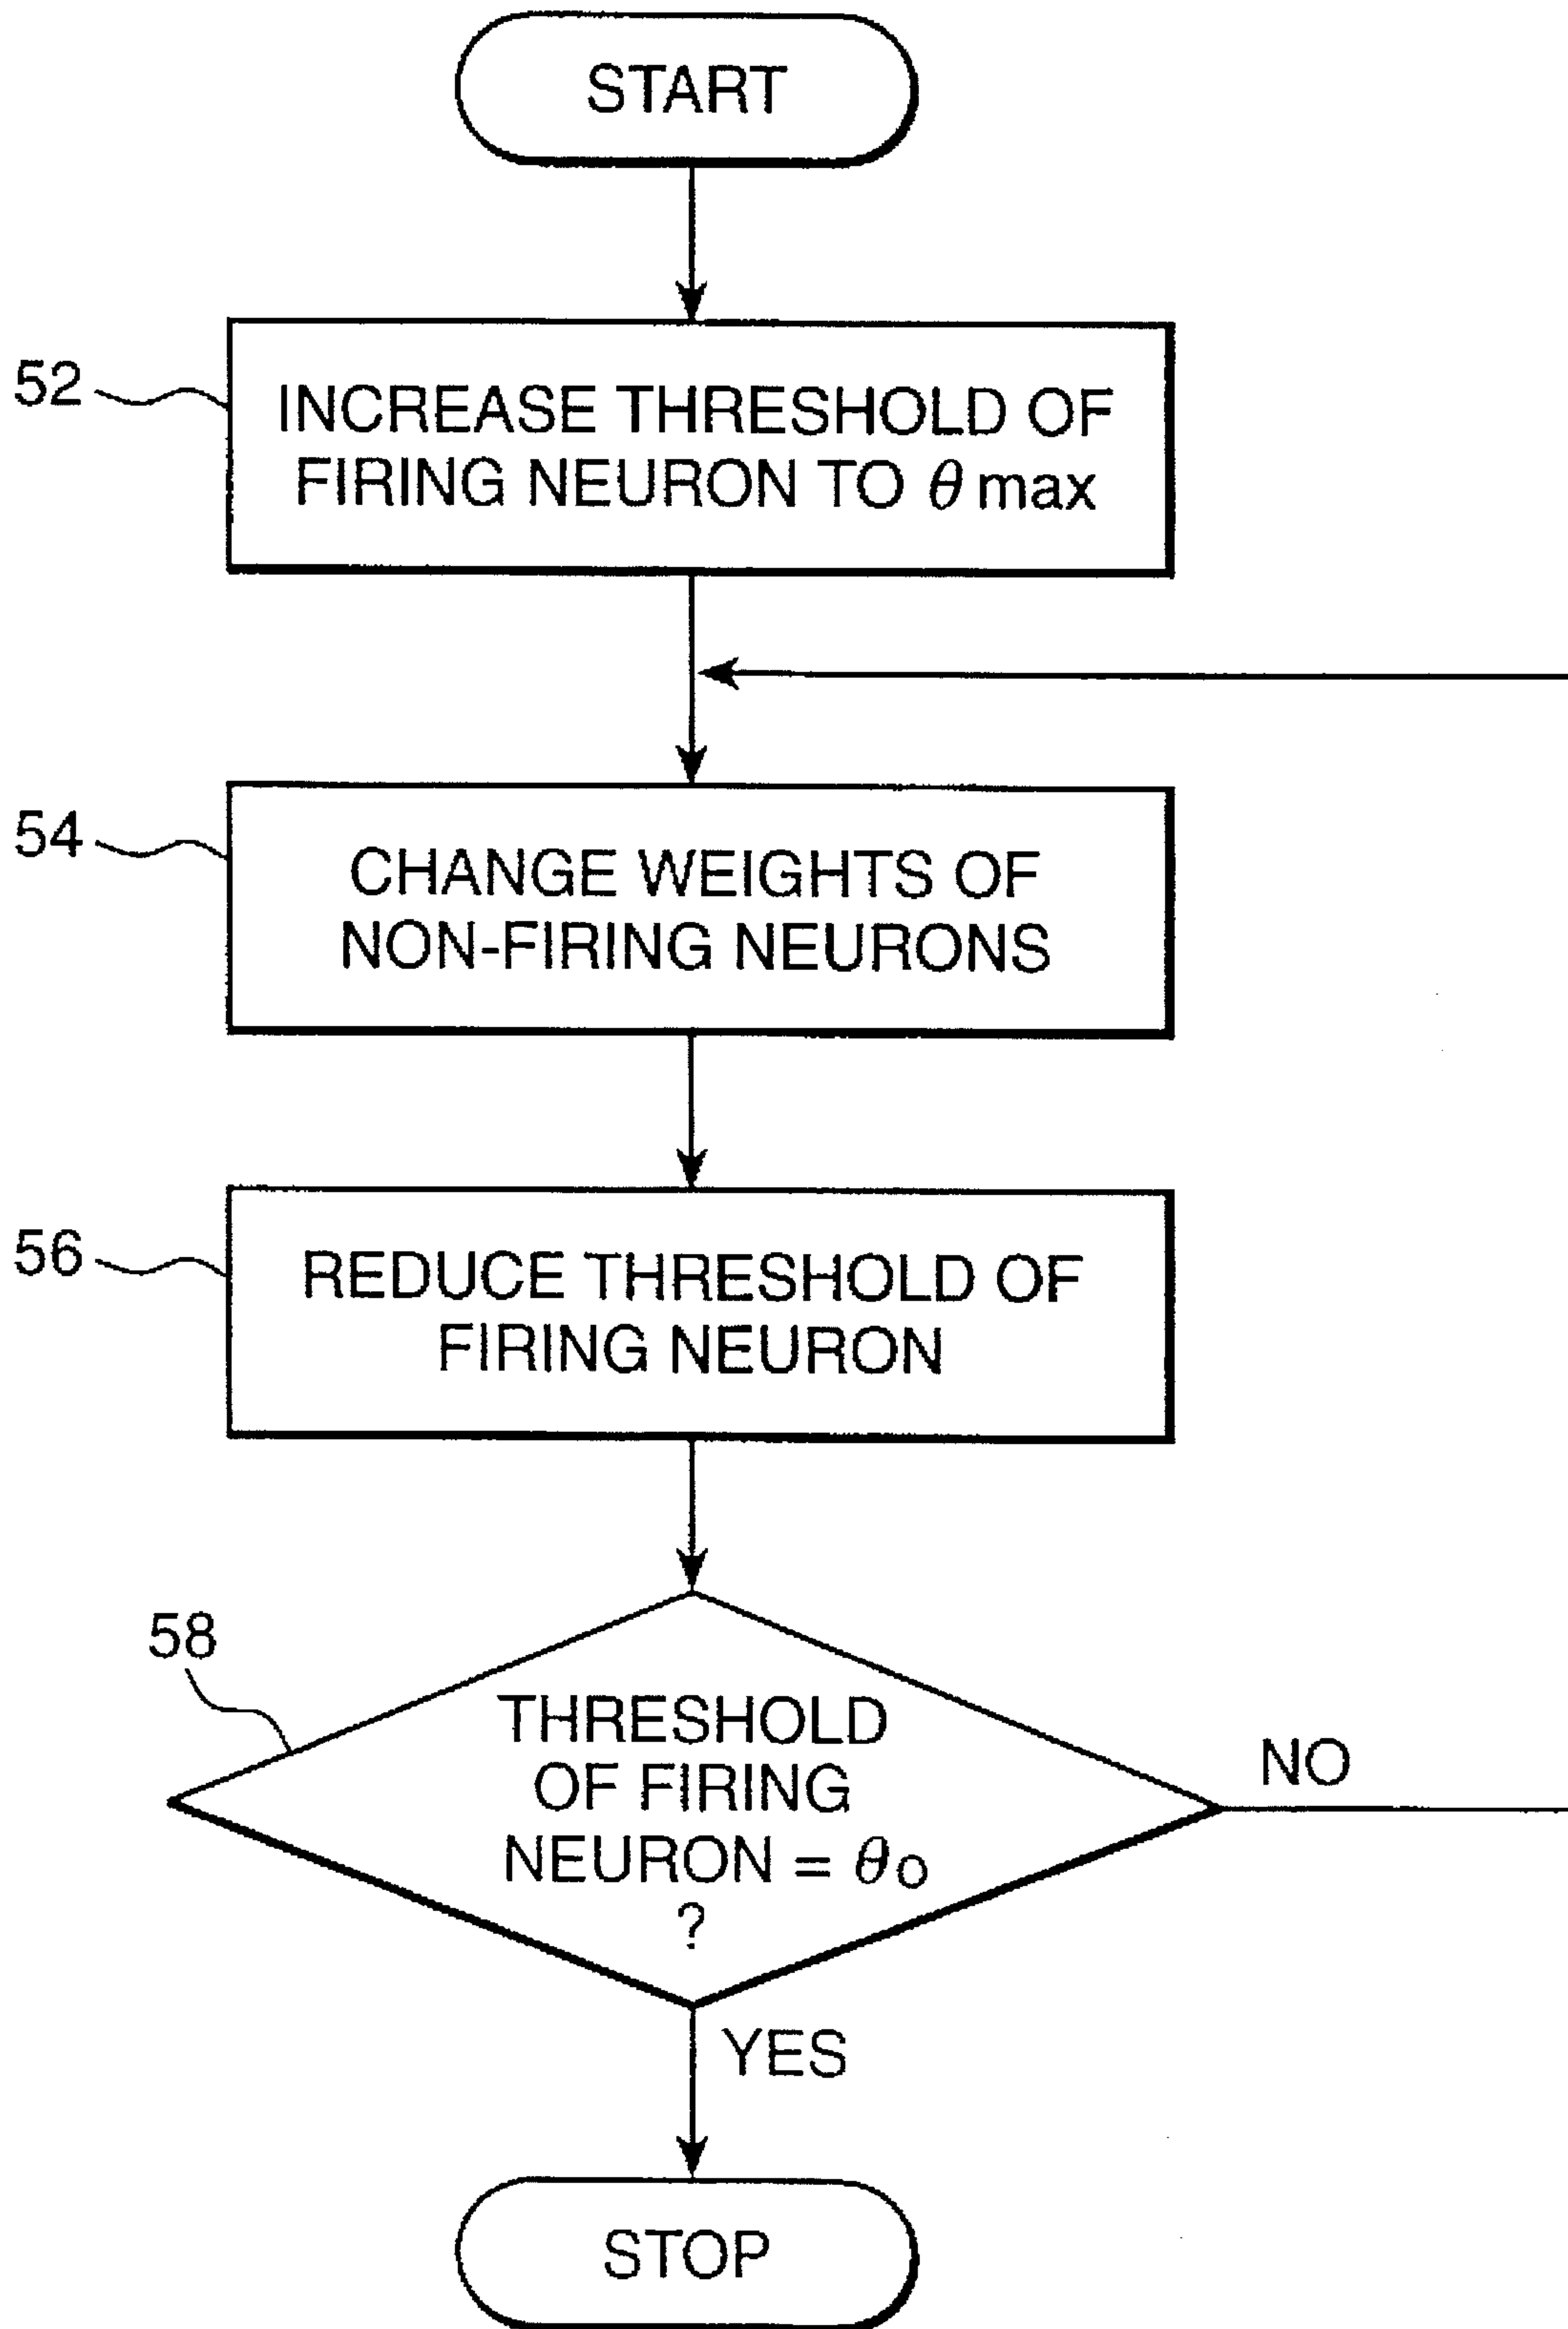 START
52
INCREASE THRESHOLD OF
FIRING NEURON TO θ max
54
CHANGE WEIGHTS OF
NON-FIRING NEURONS
56
REDUCE THRESHOLD OF
FIRING NEURON
58
THRESHOLD
OF FIRING
NEURON = θo
?
NO
YES
STOP